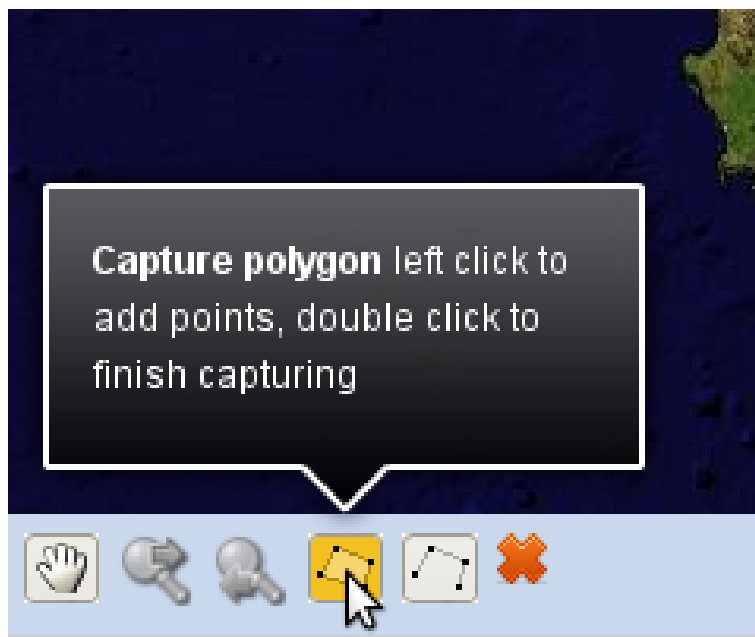 Capture polygon left click to
add points, double click to
finish capturing